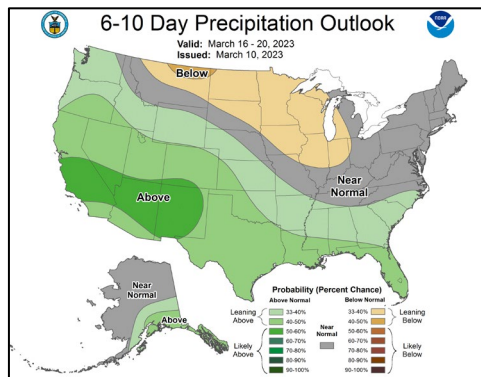 6-10 Day Precipitation Outlook
Valid: March 16 - 20, 2023
Issued: March 10, 2023
noaa
Below
Near
Normal
Above
Near
Normal
Above
Probability (Percent Chance)
Above Normal Below Normal
Leaning
Above
33-40%
40-50%
Likely
Above
50-60%
60-70%
70-80%
80-90%
90-100%
Near
Normal
33-40%
40-50%
Leaning
Below
50-60%
60-70%
70-80%
80-90%
90-100%
Likely
Below